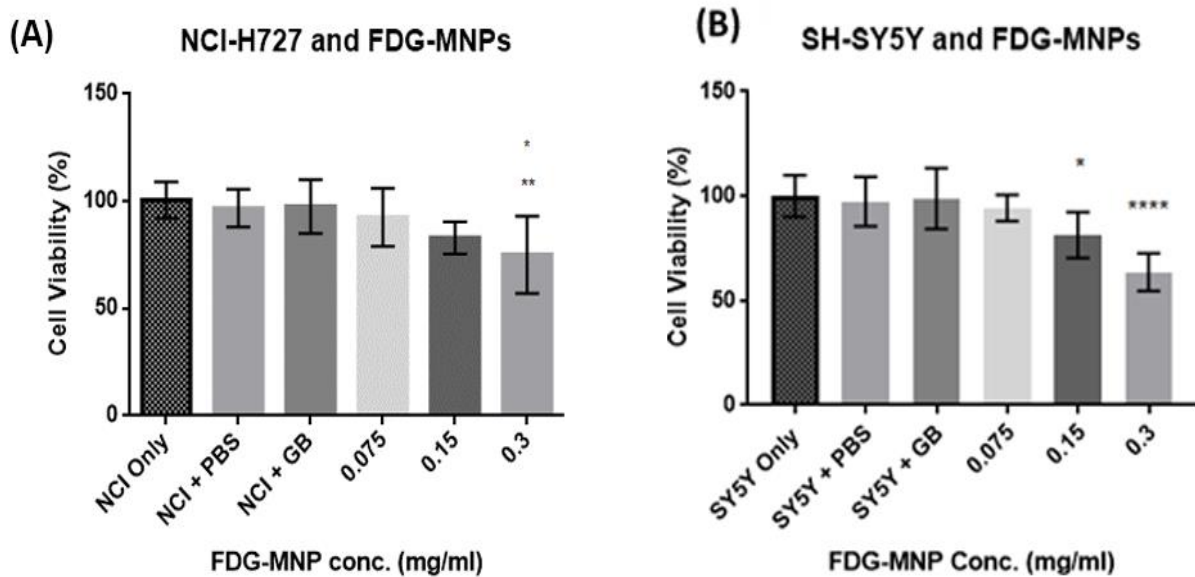 (A)
NCI-H727 and FDG-MNPs
Cell Viability (%)
150
100
50
0
*
**
NCI Only
NCI + PBS
NCI + GB
0.075
0.15
0.3
FDG-MNP conc. (mg/ml)
(B)
SH-SY5Y and FDG-MNPs
Cell Viability (%)
150
100
50
0
*
****
SY5Y Only
SY5Y + PBS
SY5Y + GB
0.075
0.15
0.3
FDG-MNP Conc. (mg/ml)